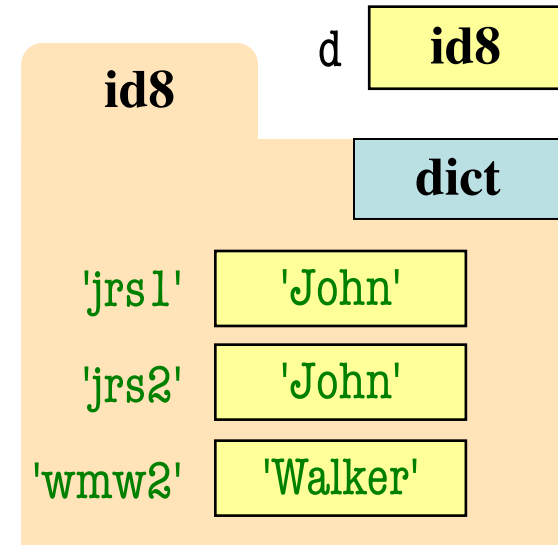 d id8
id8
dict
'jrs1' 'John'
'jrs2' 'John'
'wmw2' 'Walker'